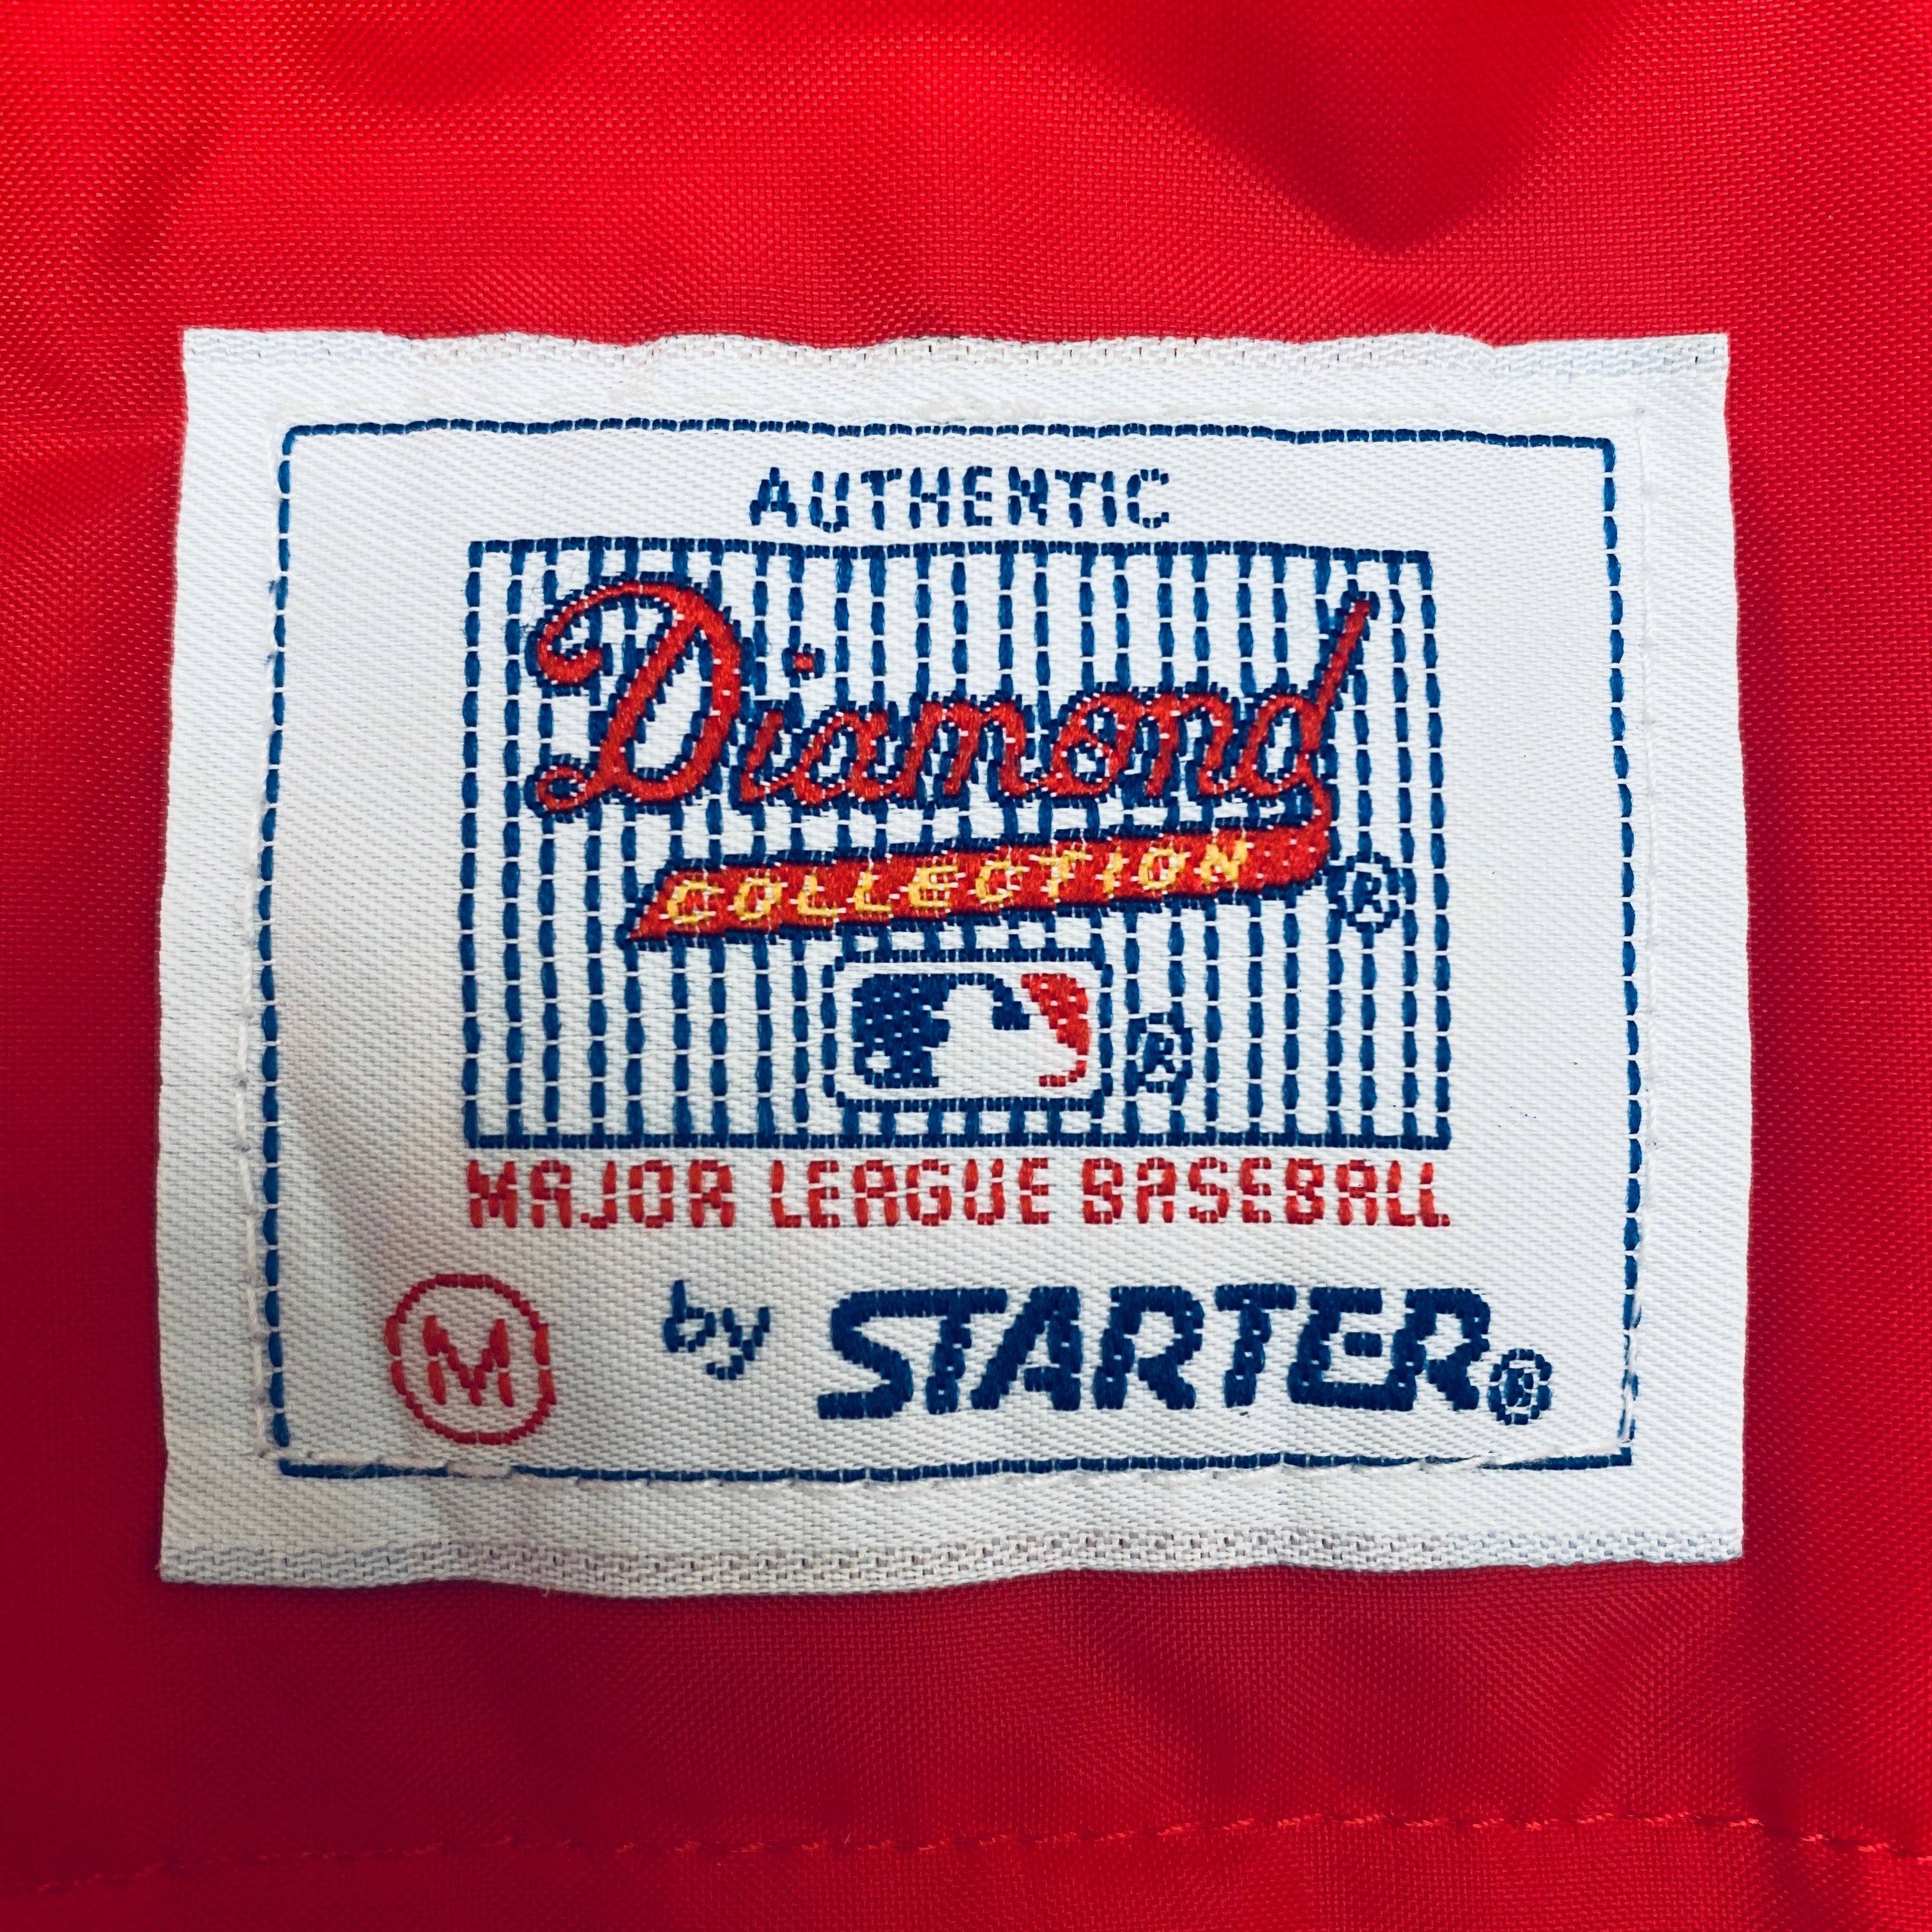 AUTHENTIC
Diamond
COLLECTION ®
®
MAJOR LEAGUE BASEBALL
M by STARTER®